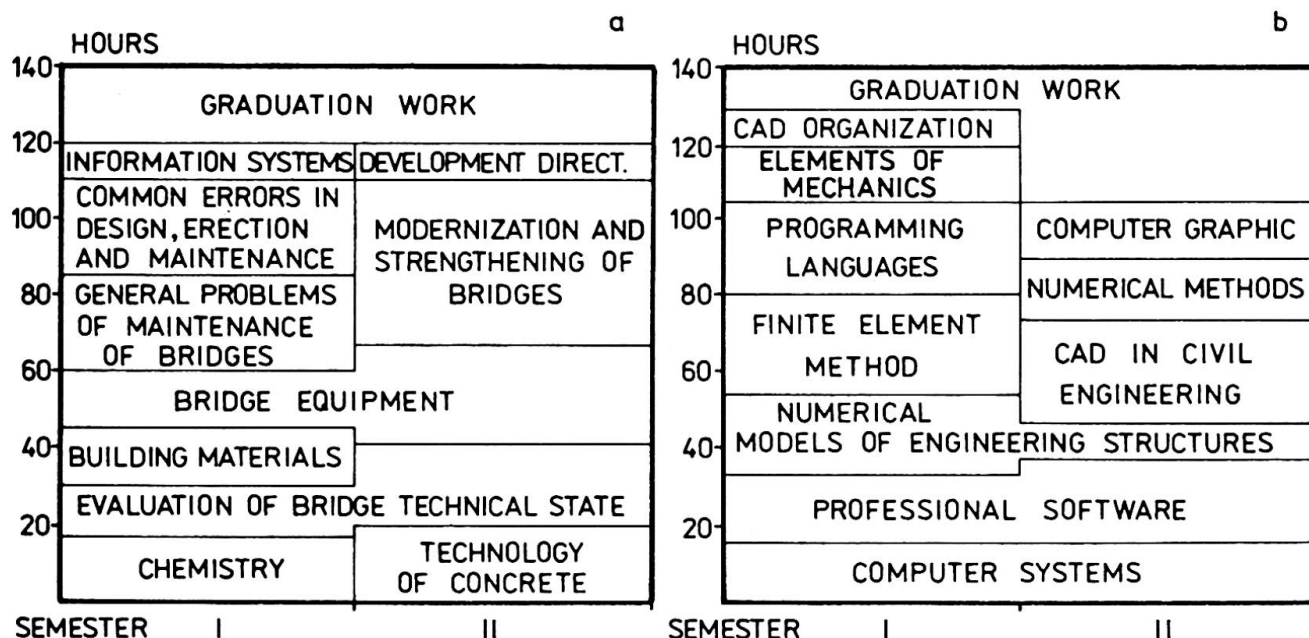 a
HOURS
140
120
100
80
60
40
20
GRADUATION WORK
INFORMATION SYSTEMS
DEVELOPMENT DIRECT.
COMMON ERRORS IN
DESIGN, ERECTION
AND MAINTENANCE
MODERNIZATION AND
STRENGTHENING OF
BRIDGES
GENERAL PROBLEMS
OF MAINTENANCE
OF BRIDGES
BRIDGE EQUIPMENT
BUILDING MATERIALS
EVALUATION OF BRIDGE TECHNICAL STATE
CHEMISTRY
TECHNOLOGY
OF CONCRETE
SEMESTER I II
b
HOURS
140
120
100
80
60
40
20
GRADUATION WORK
CAD ORGANIZATION
ELEMENTS OF
MECHANICS
PROGRAMMING
LANGUAGES
COMPUTER GRAPHIC
NUMERICAL METHODS
FINITE ELEMENT
METHOD
CAD IN CIVIL
ENGINEERING
NUMERICAL
MODELS OF ENGINEERING STRUCTURES
PROFESSIONAL SOFTWARE
COMPUTER SYSTEMS
SEMESTER I II